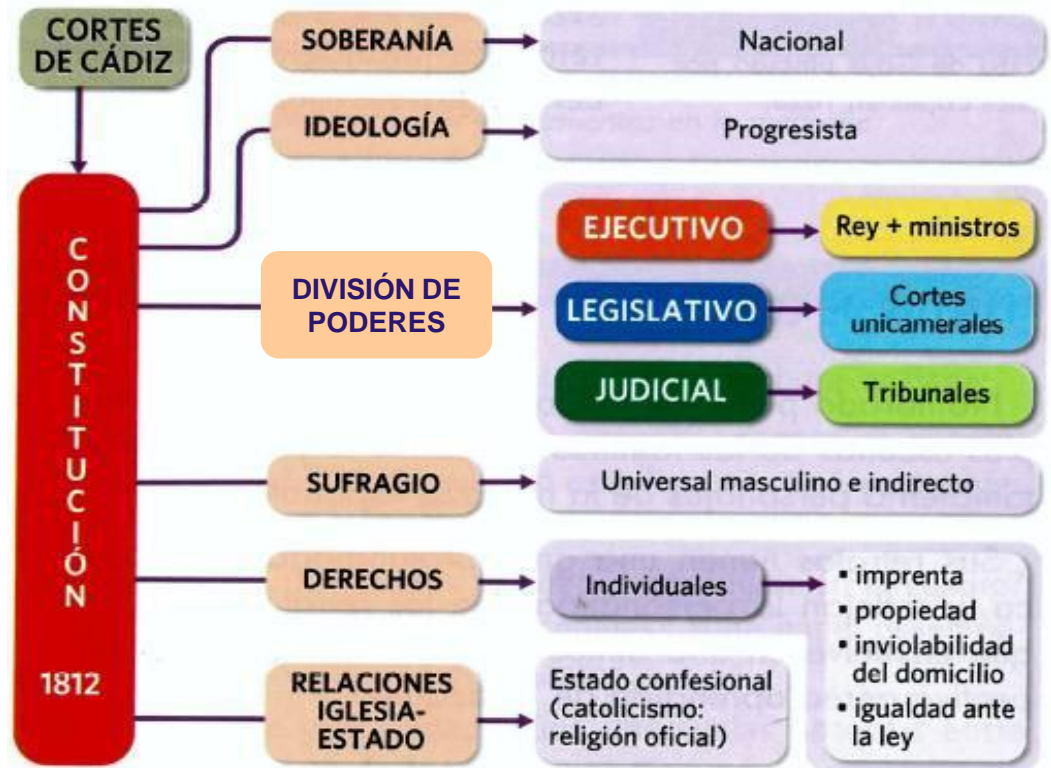 CORTES
DE CÁDIZ
SOBERANÍA
Nacional
IDEOLOGÍA
Progresista
CONSTITUCIÓN
1812
DIVISIÓN DE
PODERES
EJECUTIVO
Rey + ministros
LEGISLATIVO
Cortes
unicamerales
JUDICIAL
Tribunales
SUFRAGIO
Universal masculino e indirecto
DERECHOS
Individuales
▪ imprenta
▪ propiedad
▪ inviolabilidad
del domicilio
▪ igualdad ante
la ley
RELACIONES
IGLESIA-
ESTADO
Estado confesional
(catolicismo:
religión oficial)